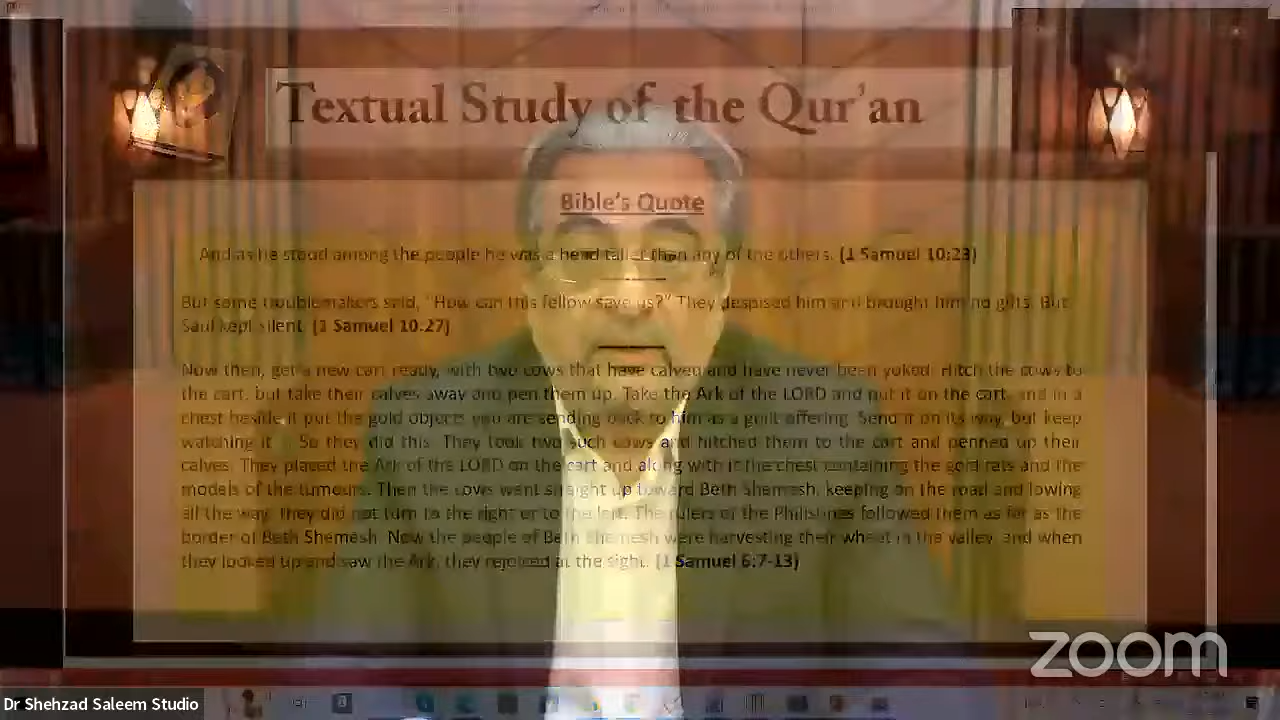 Textual Study of the Qur'an
Bible's Quote
And as he stood among the people he was a head taller than any of the others. (1 Samuel 10:23)
But some troublemakers said, "How can this fellow save us?" They despised him and brought him no gifts. But
Saul kept silent. (1 Samuel 10:27)
Now then, get a new cart ready, with two cows that have calved and have never been yoked. Hitch the cows to
the cart, but take their calves away and pen them up. Take the Ark of the LORD and put it on the cart, and in a
chest beside it put the gold objects you are sending back to him as a guilt offering. Send it on its way, but keep
watching it . So they did this. They took two such cows and hitched them to the cart and penned up their
calves. They placed the Ark of the LORD on the cart and along with it the chest containing the gold rats and the
models of the tumours. Then the cows went straight up toward Beth Shemesh, keeping on the road and lowing
all the way; they did not turn to the right or to the left. The rulers of the Philistines followed them as far as the
border of Beth Shemesh. Now the people of Beth Shemesh were harvesting their wheat in the valley, and when
they looked up and saw the Ark, they rejoiced at the sight. (1 Samuel 6:7-13)
zoom
Dr Shehzad Saleem Studio